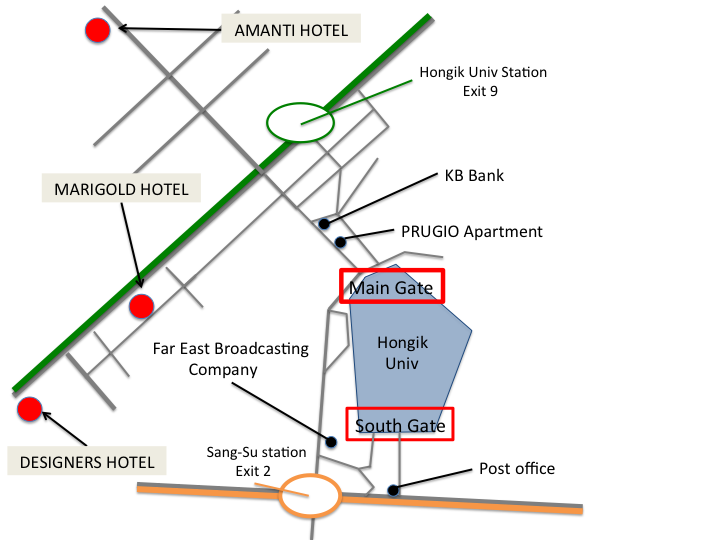 AMANTI HOTEL
Hongik Univ Station
Exit 9
KB Bank
MARIGOLD HOTEL
PRUGIO Apartment
Main Gate
Hongik
Univ
Far East Broadcasting
Company
South Gate
DESIGNERS HOTEL
Sang-Su station
Exit 2
Post office